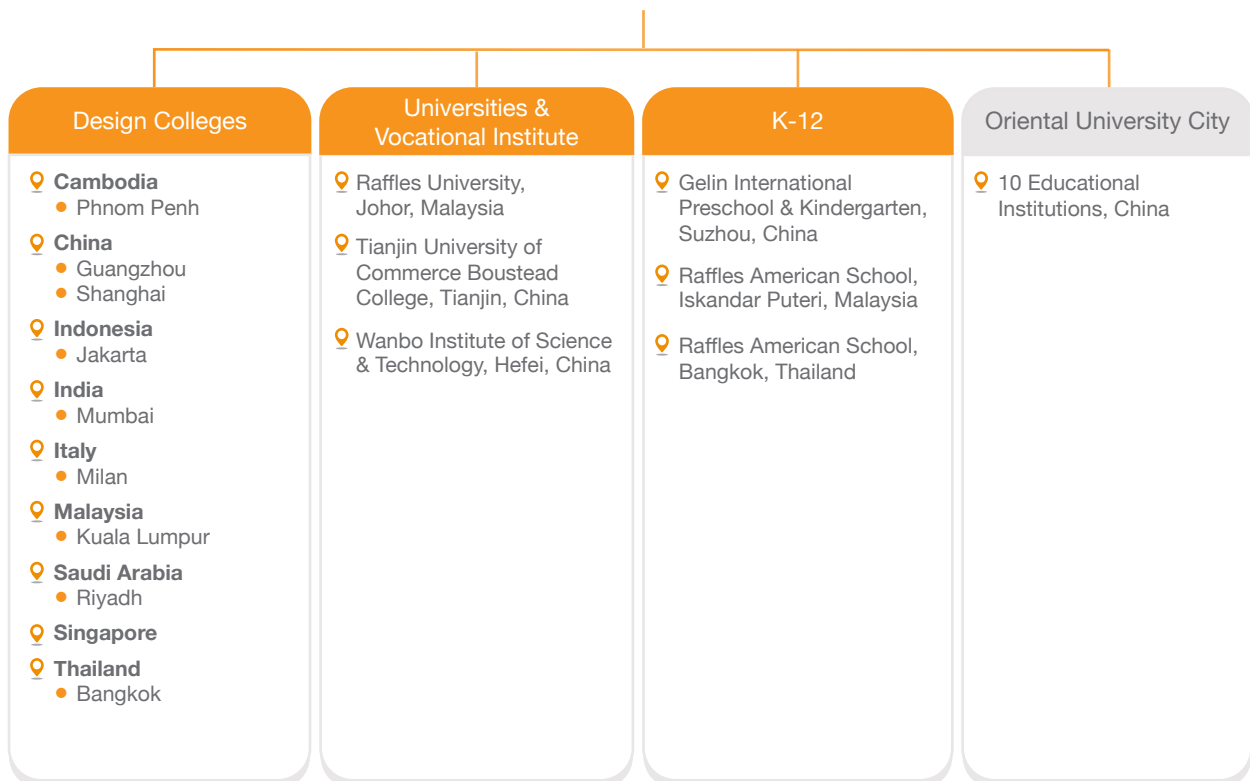 Design Colleges
Cambodia
Phnom Penh
China
Guangzhou
Shanghai
Indonesia
Jakarta
India
Mumbai
Italy
Milan
Malaysia
Kuala Lumpur
Saudi Arabia
Riyadh
Singapore
Thailand
Bangkok
Universities &
Vocational Institute
Raffles University,
Johor, Malaysia
Tianjin University of
Commerce Boustead
College, Tianjin, China
Wanbo Institute of Science
& Technology, Hefei, China
K-12
Gelin International
Preschool & Kindergarten,
Suzhou, China
Raffles American School,
Iskandar Puteri, Malaysia
Raffles American School,
Bangkok, Thailand
Oriental University City
10 Educational
Institutions, China